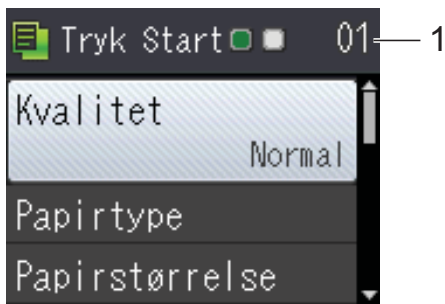 Tryk Start 01 1
Kvalitet
Normal
Papirtype
Papirstørrelse